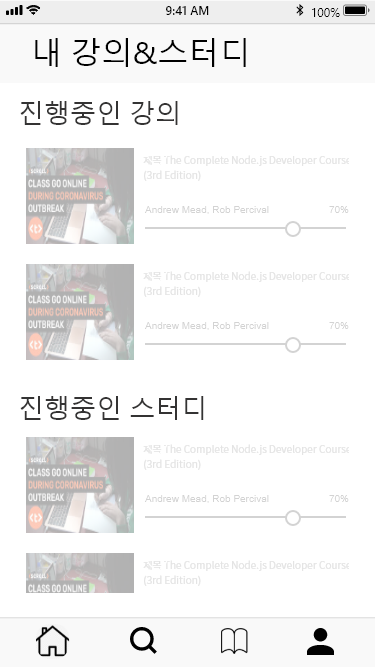 9:41 AM
100%
내 강의&스터디
진행중인 강의
CLASS GO ONLINE
DURING CORONAVIRUS
OUTBREAK
제목 The Complete Node.js Developer Course
(3rd Edition)
Andrew Mead, Rob Percival 70%
CLASS GO ONLINE
DURING CORONAVIRUS
OUTBREAK
제목 The Complete Node.js Developer Course
(3rd Edition)
Andrew Mead, Rob Percival 70%
진행중인 스터디
CLASS GO ONLINE
DURING CORONAVIRUS
OUTBREAK
제목 The Complete Node.js Developer Course
(3rd Edition)
Andrew Mead, Rob Percival 70%
CLASS GO ONLINE
제목 The Complete Node.js Developer Course
(3rd Edition)